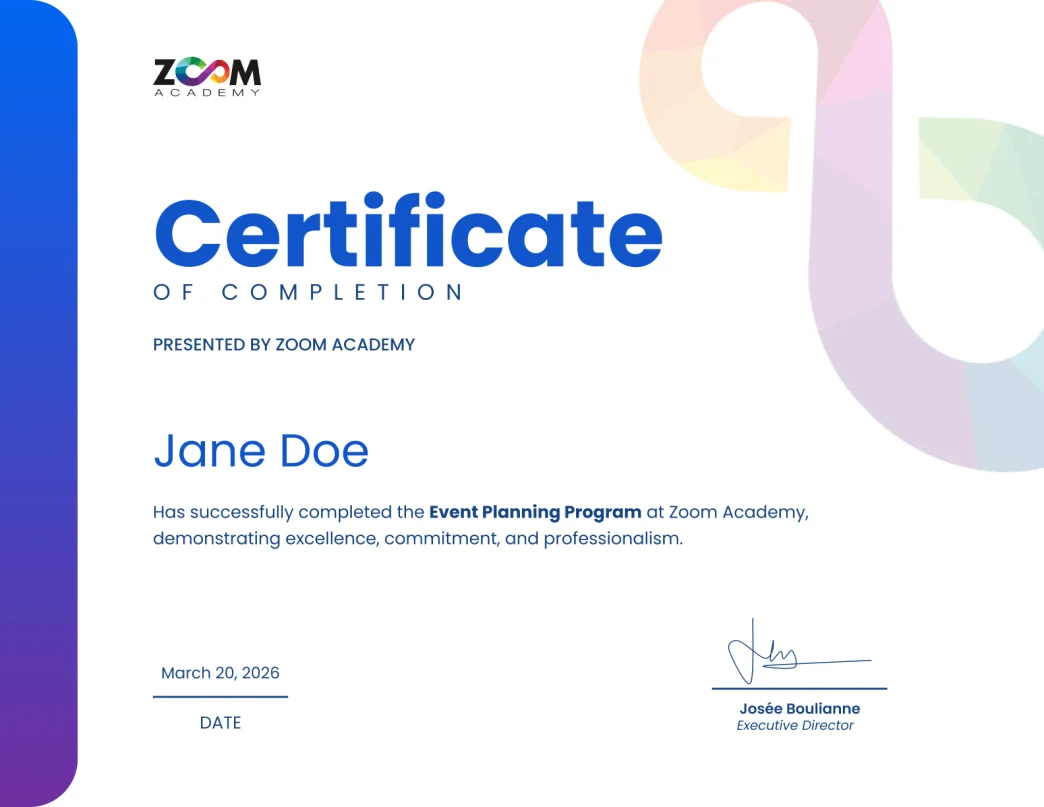 ZOOM
ACADEMY
Certificate
OF COMPLETION
PRESENTED BY ZOOM ACADEMY
Jane Doe
Has successfully completed the Event Planning Program at Zoom Academy,
demonstrating excellence, commitment, and professionalism.
March 20, 2026
DATE
Josée Boulianne
Executive Director